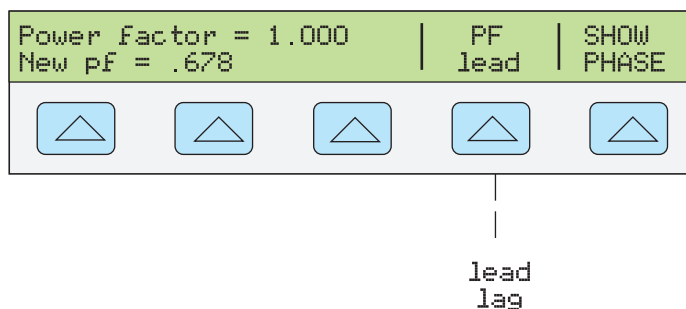 Power factor = 1.000
New pf = .678
PF
lead
SHOW
PHASE
lead
lag